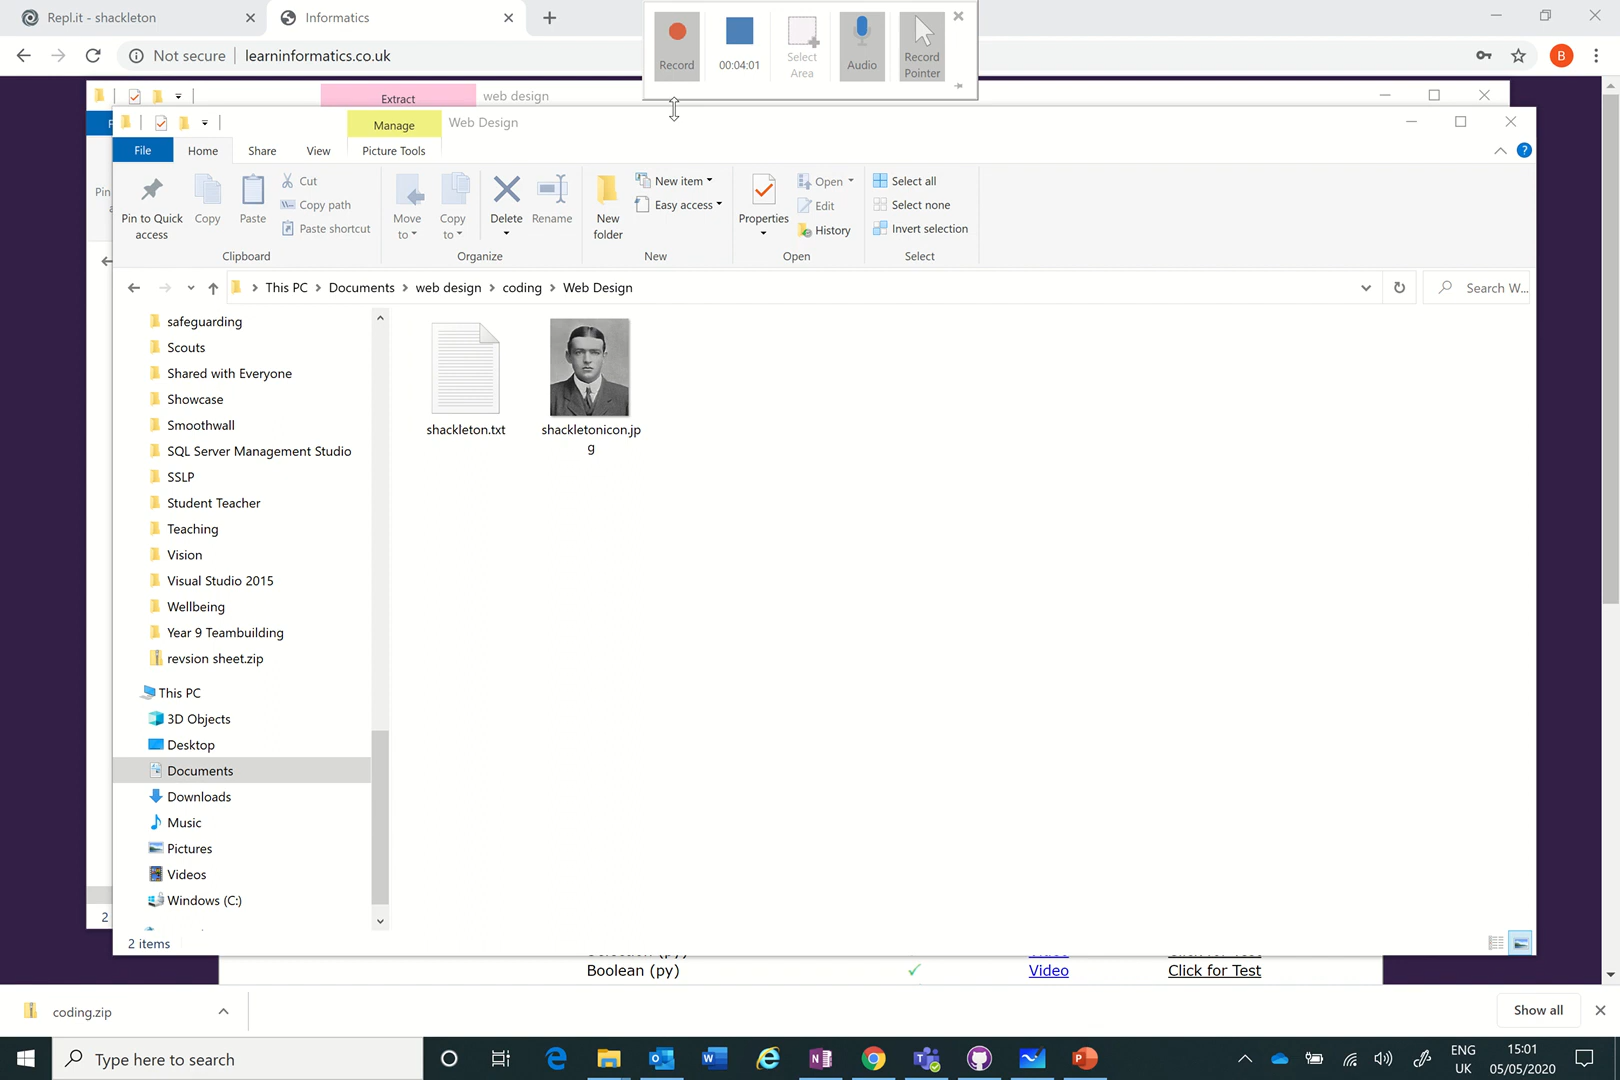 Repl.it - shackleton
Informatics
Not secure
learninformatics.co.uk
Record
00:04:01
Select Area
Audio
Record Pointer
B
Extract
web design
Manage
Web Design
File
Home
Share
View
Picture Tools
Pin to Quick access
Copy
Paste
Cut
Copy path
Paste shortcut
Clipboard
Move to
Copy to
Delete
Rename
Organize
New folder
New item
Easy access
New
Properties
Open
Edit
History
Open
Select all
Select none
Invert selection
Select
Pin
This PC
Documents
web design
coding
Web Design
Search W...
safeguarding
Scouts
Shared with Everyone
Showcase
Smoothwall
SQL Server Management Studio
SSLP
Student Teacher
Teaching
Vision
Visual Studio 2015
Wellbeing
Year 9 Teambuilding
revsion sheet.zip
This PC
3D Objects
Desktop
Documents
Downloads
Music
Pictures
Videos
Windows (C:)
shackleton.txt
shackletonicon.jp
g
2
2 items
Boolean (py)
Video
Click for Test
coding.zip
Show all
Type here to search
ENG
UK
15:01
05/05/2020